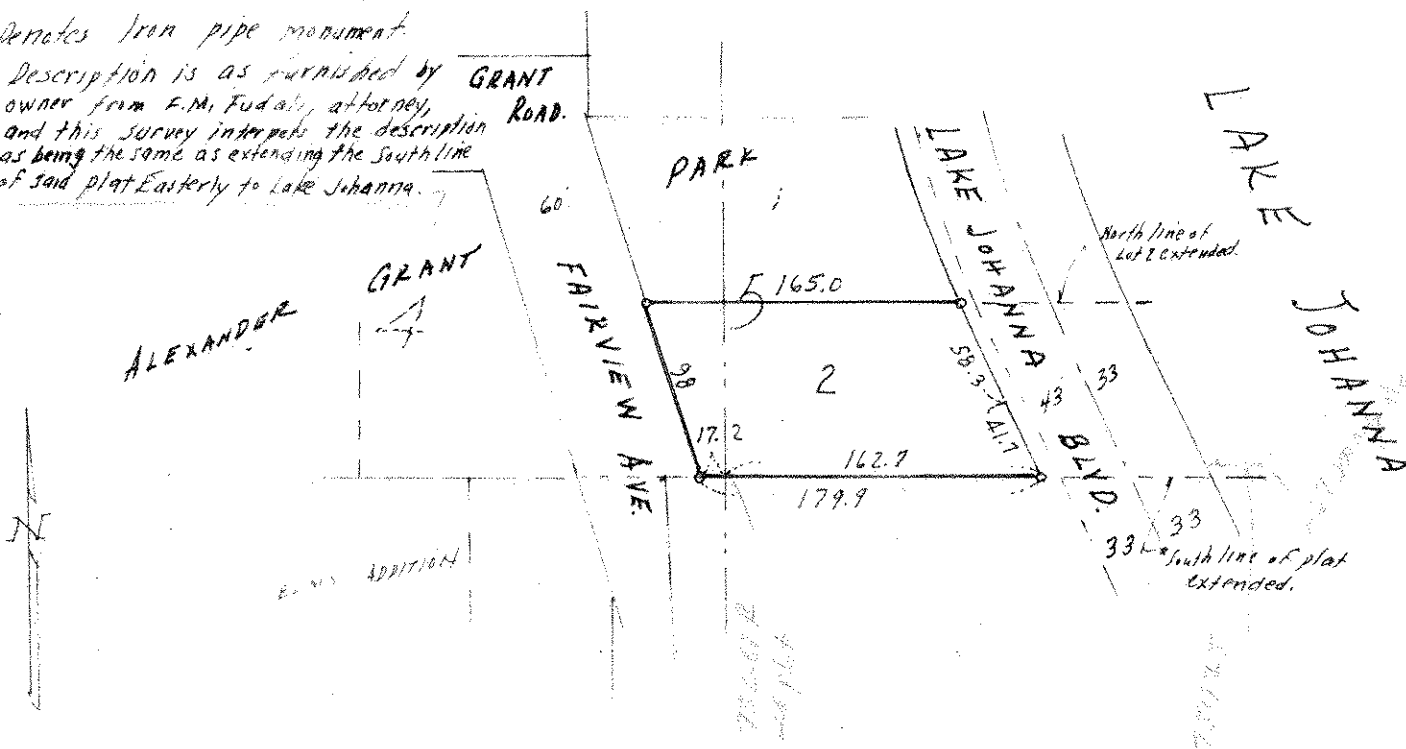 Denotes Iron pipe monument.
Description is as furnished by
owner from F.M. Fudali, attorney,
and this survey interpets the description
as being the same as extending the South line
of said plat Easterly to Lake Johanna.
GRANT
ROAD.
PARK
60
1
ALEXANDER GRANT
4
FAIRVIEW AVE.
LAKE JOHANNA BLVD.
LAKE JOHANNA
North line of
Lot 2 extended.
5
165.0
98
2
58.3
41.7
43
33
17.2
162.7
179.9
33
33
South line of plat
extended.
ADDITION
N